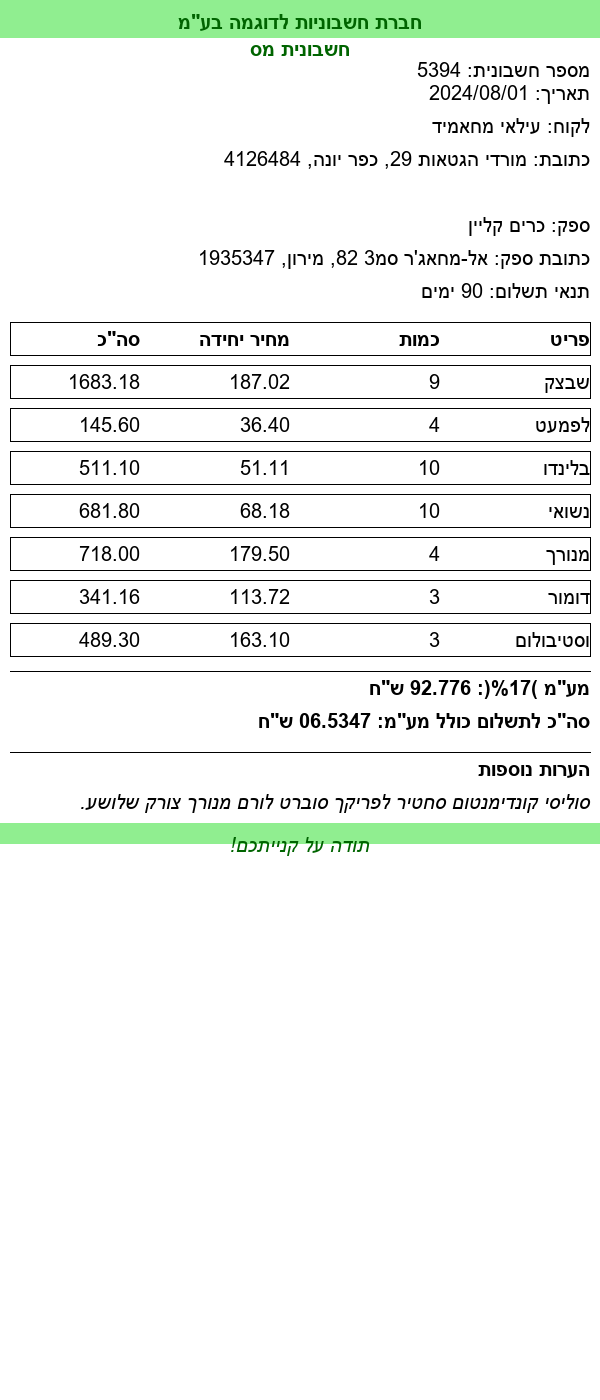 חברת חשבוניות לדוגמה בע"מ
חשבונית מס
מספר חשבונית: 5394
תאריך: 2024/08/01
לקוח: עילאי מחאמיד
כתובת: מורדי הגטאות 29, כפר יונה, 4126484
ספק: כרים קליין
כתובת ספק: אל-מחאג'ר סמ3 82, מירון, 1935347
תנאי תשלום: 90 ימים
פריט כמות מחיר יחידה סה"כ
שבצק 9 187.02 1683.18
לפמעט 4 36.40 145.60
בלינדו 10 51.11 511.10
נשואי 10 68.18 681.80
מנורך 4 179.50 718.00
דומור 3 113.72 341.16
וסטיבולום 3 163.10 489.30
מע"מ )17%(: 92.776 ש"ח
סה"כ לתשלום כולל מע"מ: 06.5347 ש"ח
הערות נוספות
סוליסי קונדימנטום סחטיר לפריקך סוברט לורם מנורך צורק שלושע.
תודה על קנייתכם!